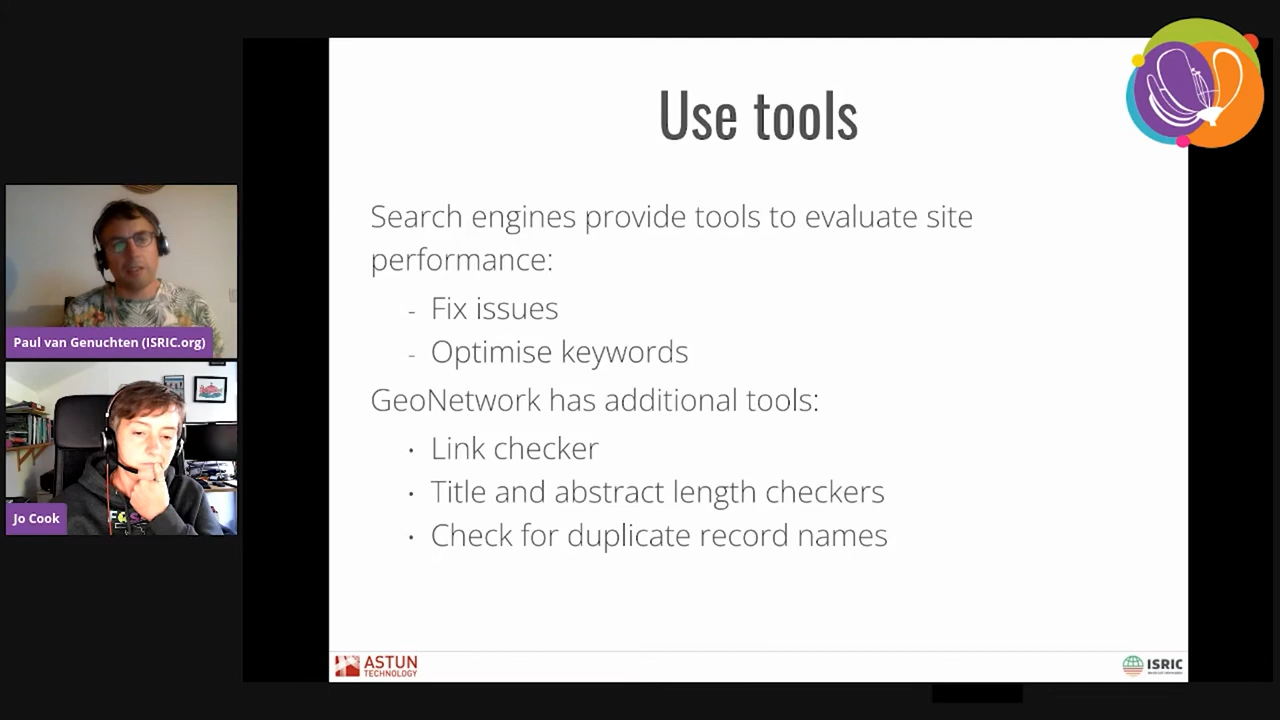 Use tools
Search engines provide tools to evaluate site
performance:
- Fix issues
- Optimise keywords
GeoNetwork has additional tools:
· Link checker
· Title and abstract length checkers
· Check for duplicate record names
Paul van Genuchten (ISRIC.org)
Jo Cook
ASTUN
TECHNOLOGY
ISRIC